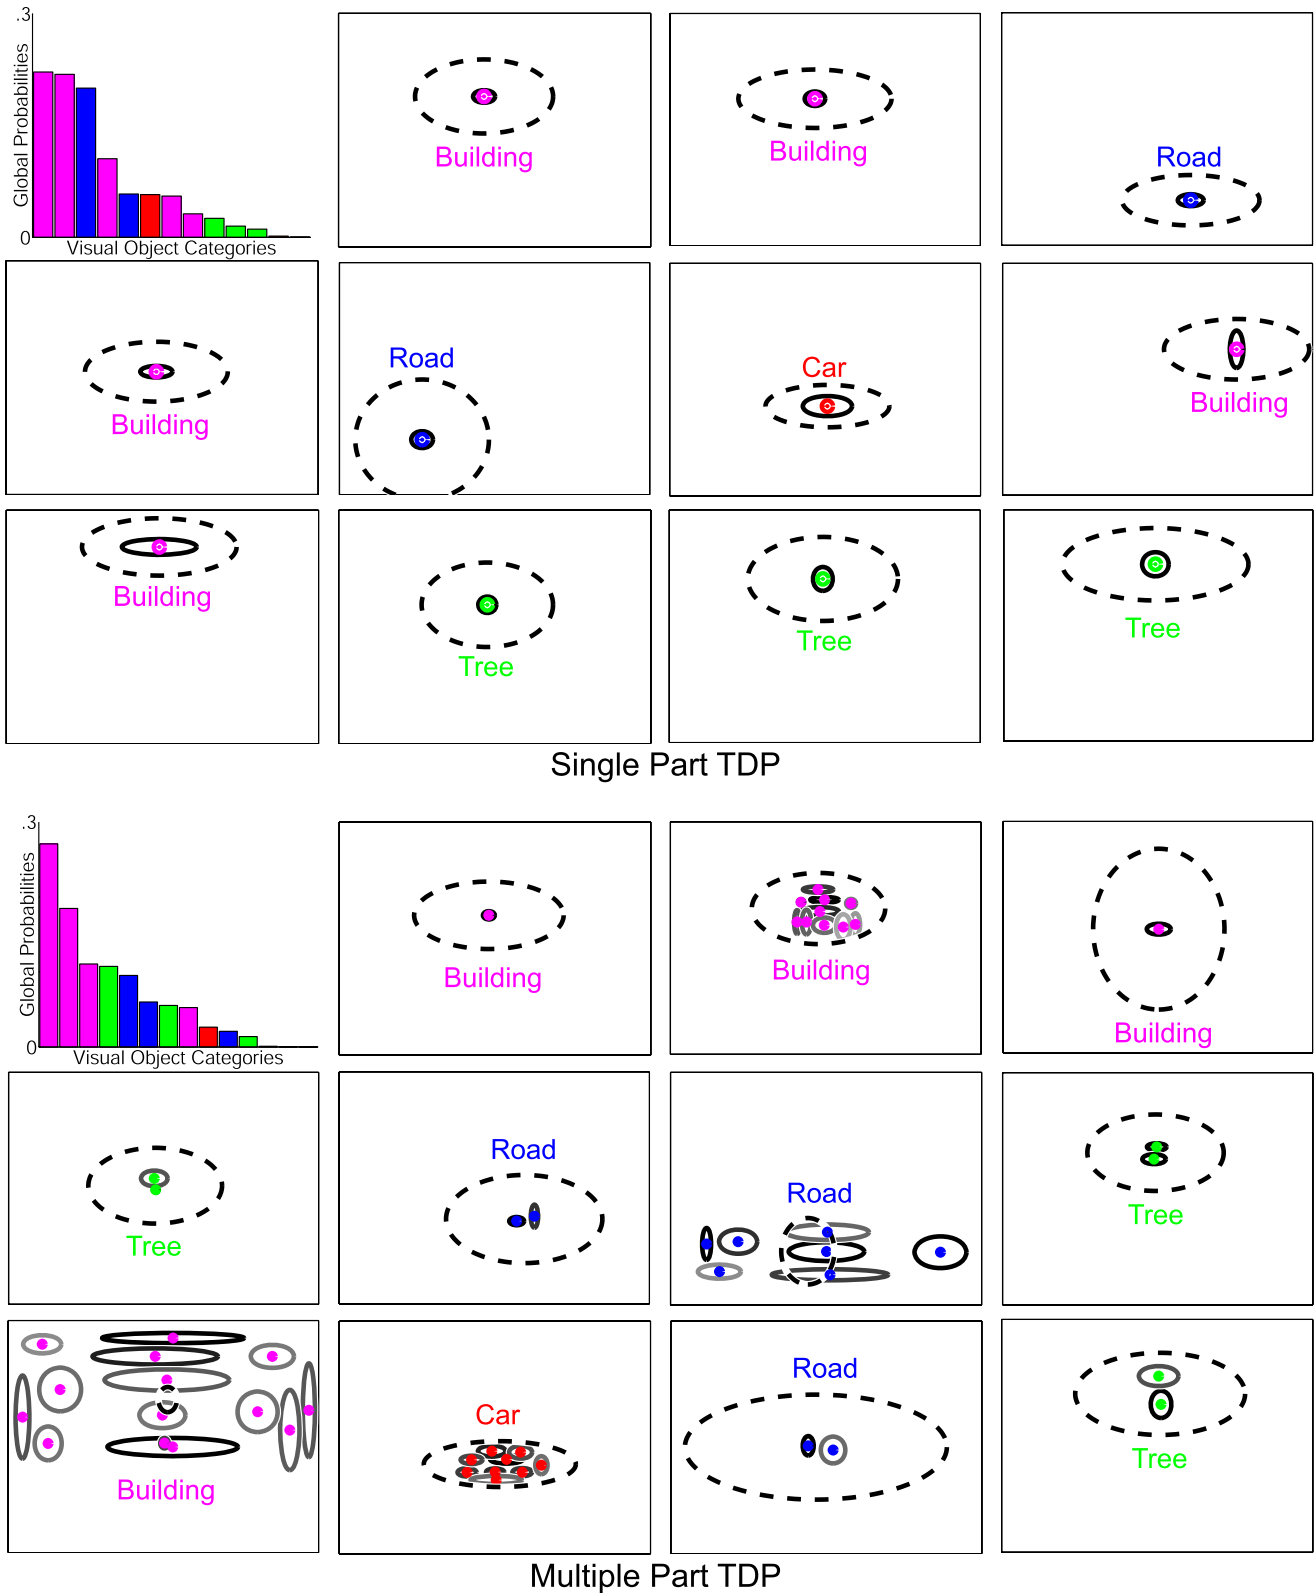 .3
Global Probabilities
0
Visual Object Categories
Building
Building
Road
Building
Road
Car
Building
Building
Tree
Tree
Tree
Single Part TDP
.3
Global Probabilities
0
Visual Object Categories
Building
Building
Building
Tree
Road
Road
Tree
Building
Car
Road
Tree
Multiple Part TDP